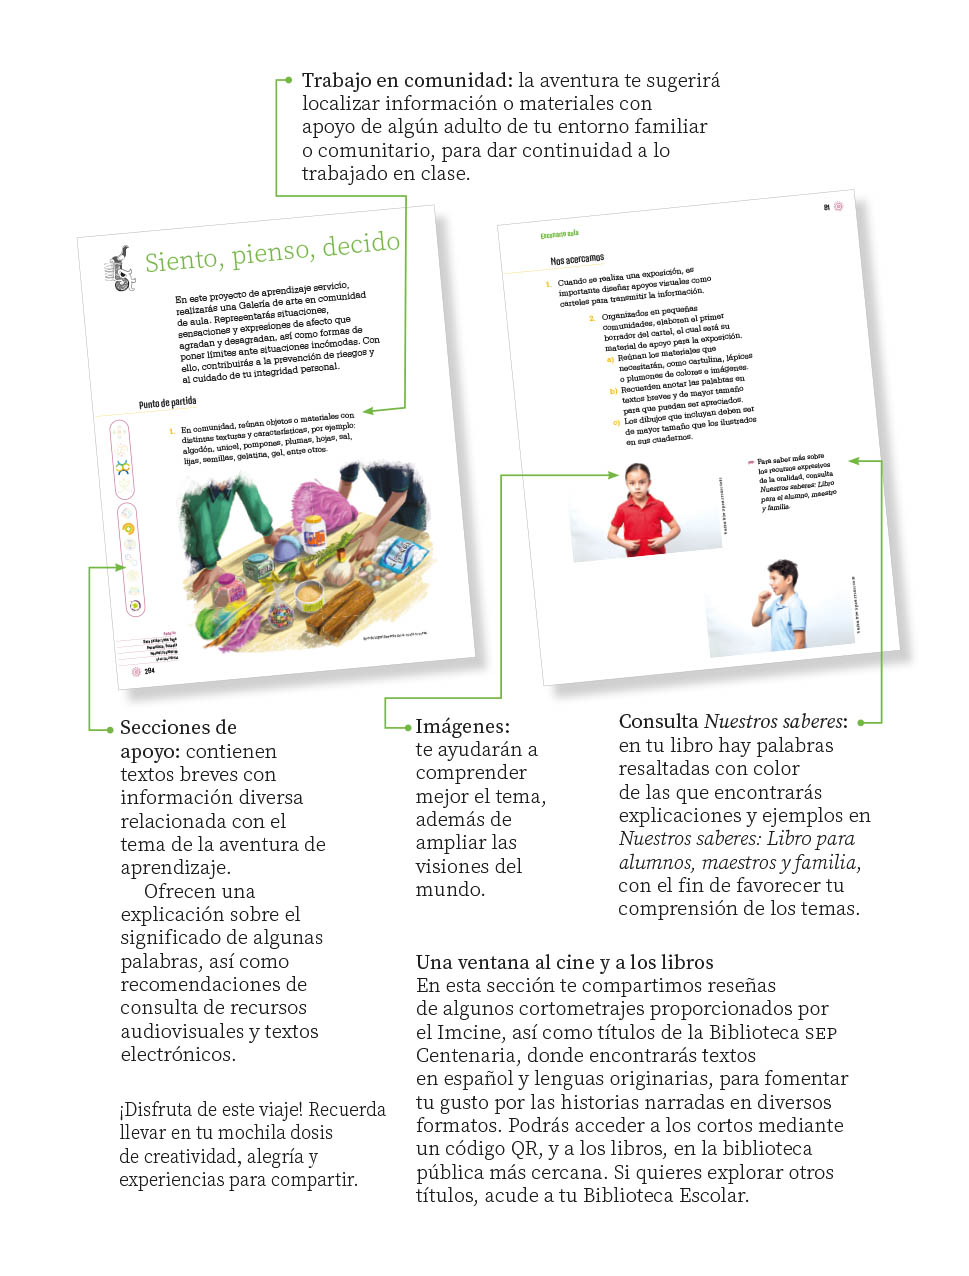 Trabajo en comunidad: la aventura te sugerirá
localizar información o materiales con
apoyo de algún adulto de tu entorno familiar
o comunitario, para dar continuidad a lo
trabajado en clase.
Siento, pienso, decido
En este proyecto de aprendizaje servicio,
realizarás una Galería de arte en comunidad
de aula. Representarás situaciones,
sensaciones y expresiones de afecto que
agradan y desagradan, así como formas de
poner límites ante situaciones incómodas. Con
ello, contribuirás a la prevención de riesgos y
al cuidado de tu integridad personal.
Punto de partida
1. En comunidad, reúnan objetos o materiales con
distintas texturas y características, por ejemplo:
algodón, unicel, pompones, plumas, hojas, sal,
lijas, semillas, gelatina, gel, entre otros.
294
Escenario aula
Nos acercamos
1. Cuando se realiza una exposición, es
importante diseñar apoyos visuales como
carteles para transmitir la información.
2. Organizados en pequeñas
comunidades, elaboren el primer
borrador del cartel, el cual será su
material de apoyo para la exposición.
a) Reúnan los materiales que
necesitarán, como cartulina, lápices
o plumones de colores e imágenes.
b) Recuerden anotar las palabras en
textos breves y de mayor tamaño
para que puedan ser apreciados.
c) Los dibujos que incluyan deben ser
de mayor tamaño que los ilustrados
en sus cuadernos.
Para saber más sobre
los recursos expresivos
de la oralidad, consulta
Nuestros saberes: Libro
para el alumno, maestro
y familia.
Secciones de
apoyo: contienen
textos breves con
información diversa
relacionada con el
tema de la aventura de
aprendizaje.
Ofrecen una
explicación sobre el
significado de algunas
palabras, así como
recomendaciones de
consulta de recursos
audiovisuales y textos
electrónicos.
¡Disfruta de este viaje! Recuerda
llevar en tu mochila dosis
de creatividad, alegría y
experiencias para compartir.
Imágenes:
te ayudarán a
comprender
mejor el tema,
además de
ampliar las
visiones del
mundo.
Consulta Nuestros saberes:
en tu libro hay palabras
resaltadas con color
de las que encontrarás
explicaciones y ejemplos en
Nuestros saberes: Libro para
alumnos, maestros y familia,
con el fin de favorecer tu
comprensión de los temas.
Una ventana al cine y a los libros
En esta sección te compartimos reseñas
de algunos cortometrajes proporcionados por
el Imcine, así como títulos de la Biblioteca SEP
Centenaria, donde encontrarás textos
en español y lenguas originarias, para fomentar
tu gusto por las historias narradas en diversos
formatos. Podrás acceder a los cortos mediante
un código QR, y a los libros, en la biblioteca
pública más cercana. Si quieres explorar otros
títulos, acude a tu Biblioteca Escolar.